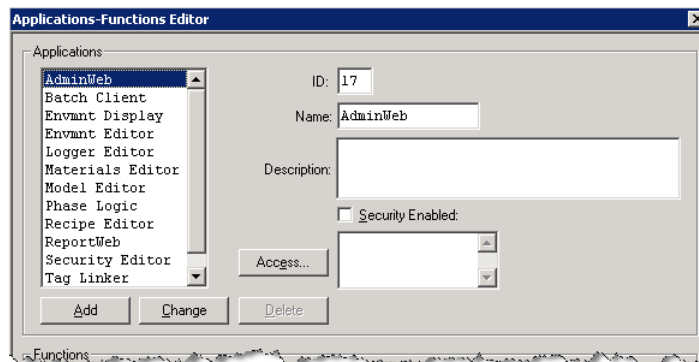 Applications-Functions Editor
Applications
AdminWeb
Batch Client
Envmnt Display
Envmnt Editor
Logger Editor
Materials Editor
Model Editor
Phase Logic
Recipe Editor
ReportWeb
Security Editor
Tag Linker
ID: 17
Name: AdminWeb
Description:
Security Enabled:
Access...
Add Change Delete
Functions